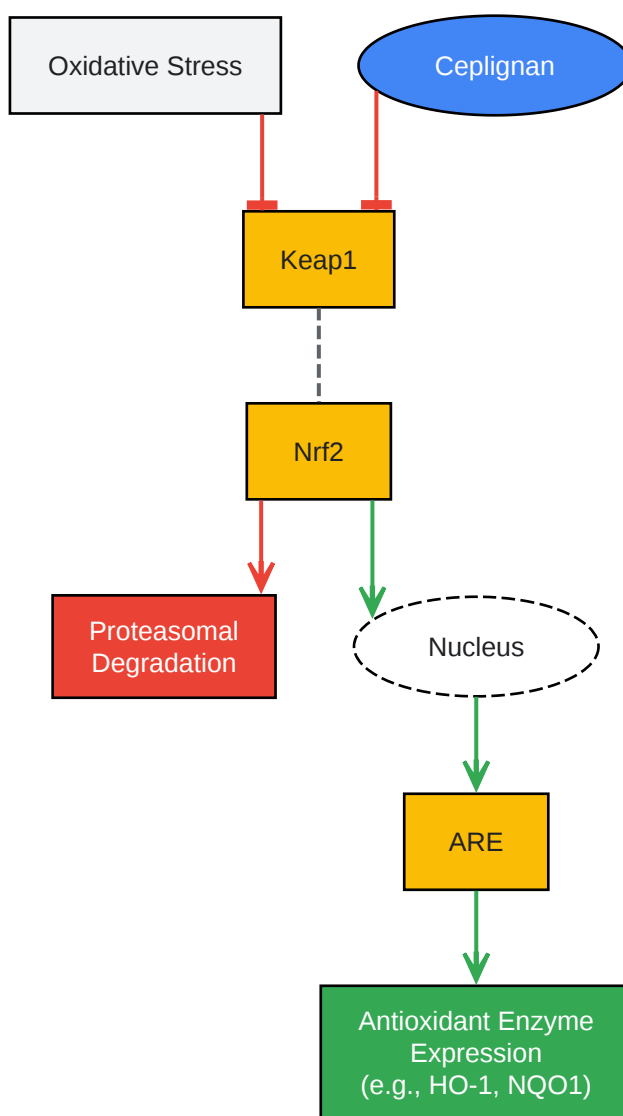 Oxidative Stress
Ceplignan
Keap1
Nrf2
Proteasomal
Degradation
Nucleus
ARE
Antioxidant Enzyme
Expression
(e.g., HO-1, NQO1)